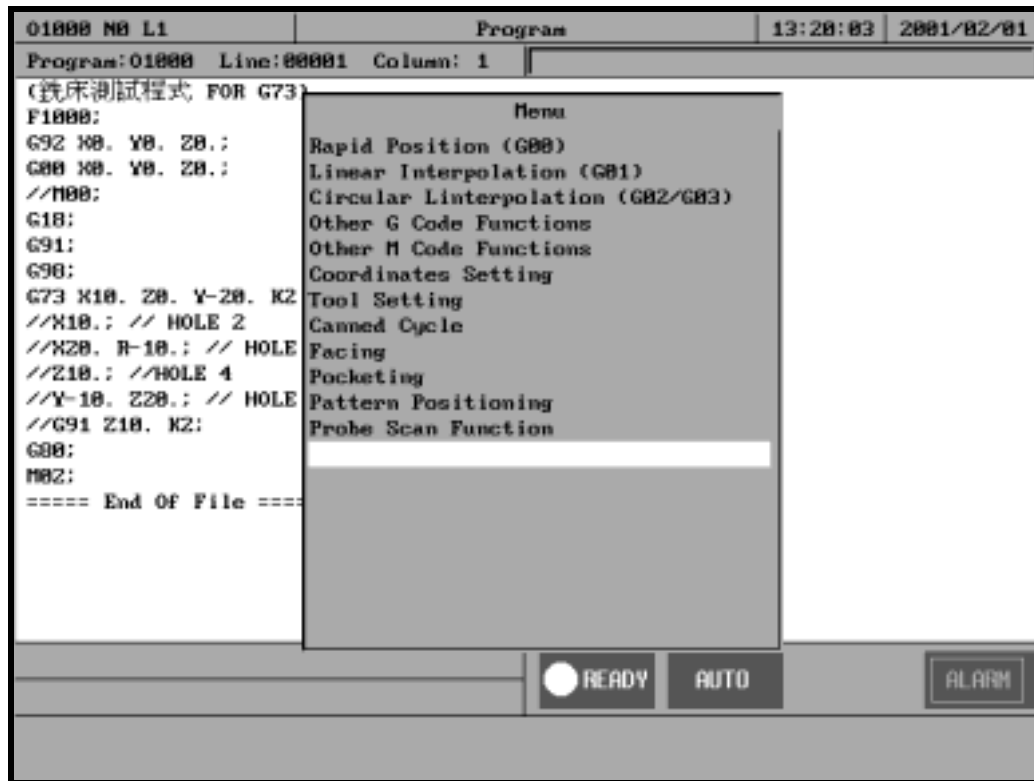 O1000 N0 L1 Program 13:20:03 2001/02/01
Program:O1000 Line:00001 Column: 1
(銑床測試程式 FOR G73)
F1000;
G92 X0. Y0. Z0.;
G00 X0. Y0. Z0.;
//M00;
G18;
G91;
G98;
G73 X10. Z0. Y-20. K2
//X10.; // HOLE 2
//X20. R-10.; // HOLE
//Z10.; //HOLE 4
//Y-10. Z20.; // HOLE
//G91 Z10. K2;
G80;
M02;
===== End Of File ====
Menu
Rapid Position (G00)
Linear Interpolation (G01)
Circular Linterpolation (G02/G03)
Other G Code Functions
Other M Code Functions
Coordinates Setting
Tool Setting
Canned Cycle
Facing
Pocketing
Pattern Positioning
Probe Scan Function
READY AUTO ALARM